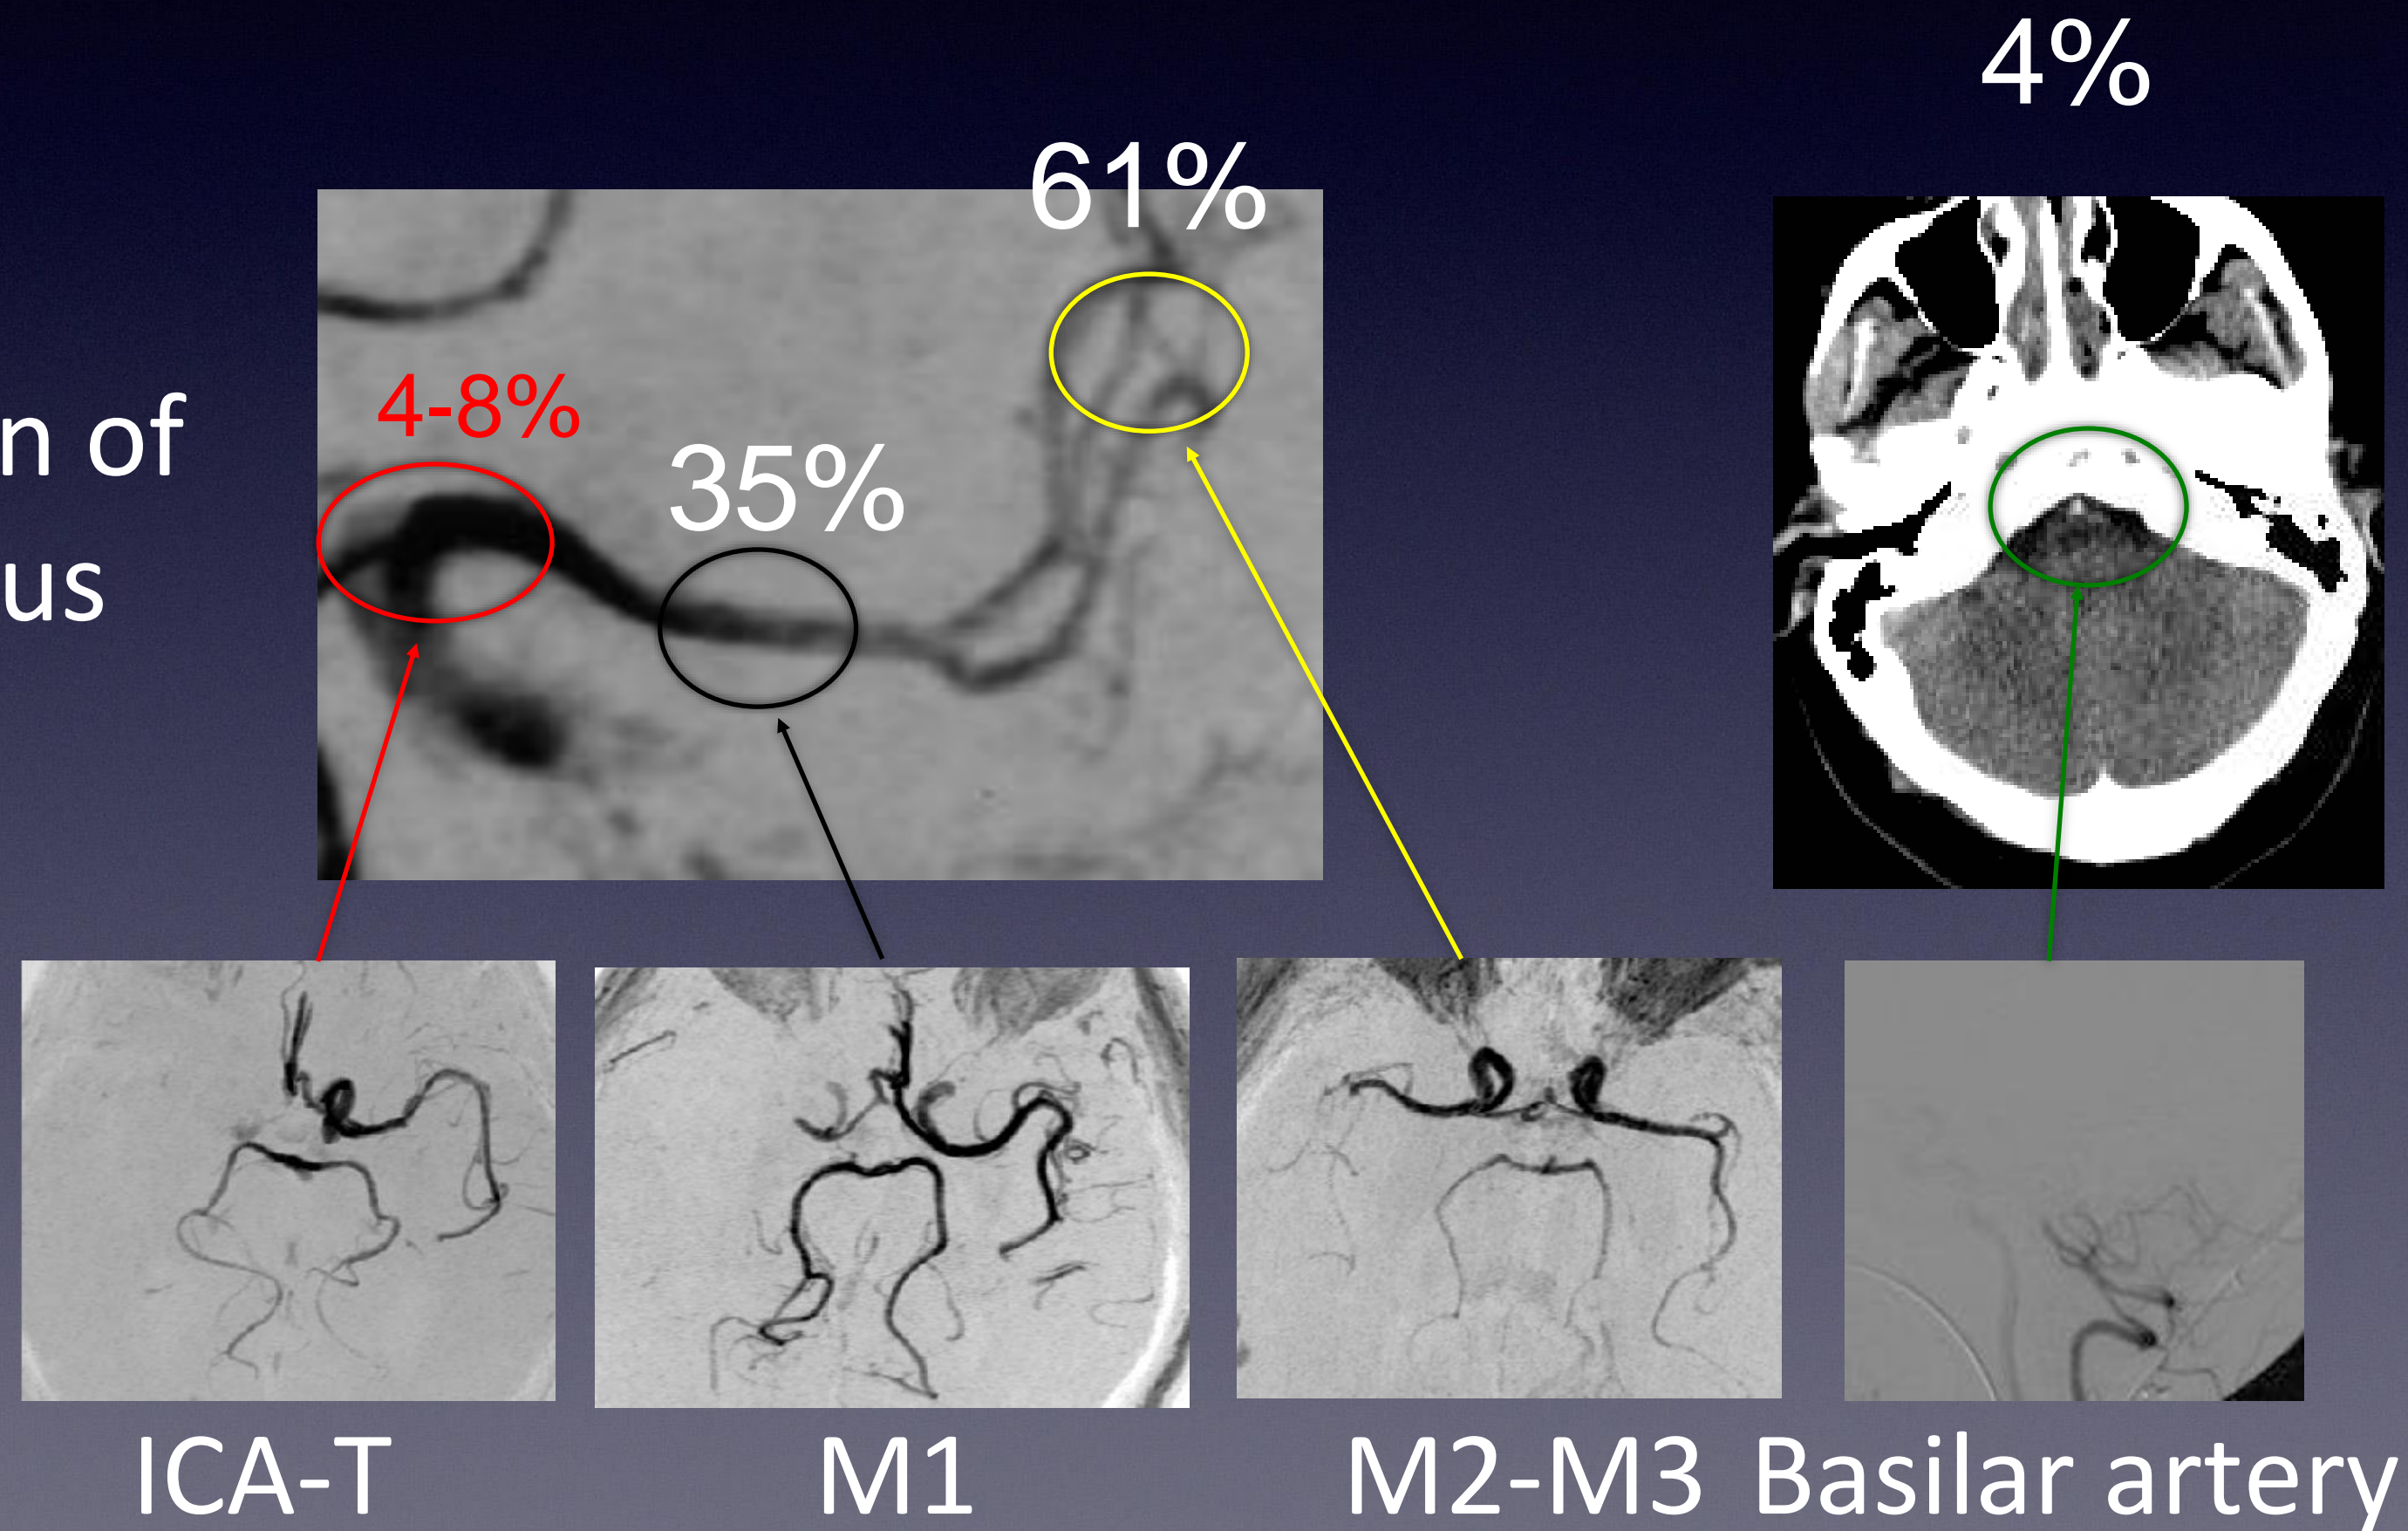 4%
61%
4-8%
n of
35%
us
ICA-T
M1
M2-M3
Basilar artery